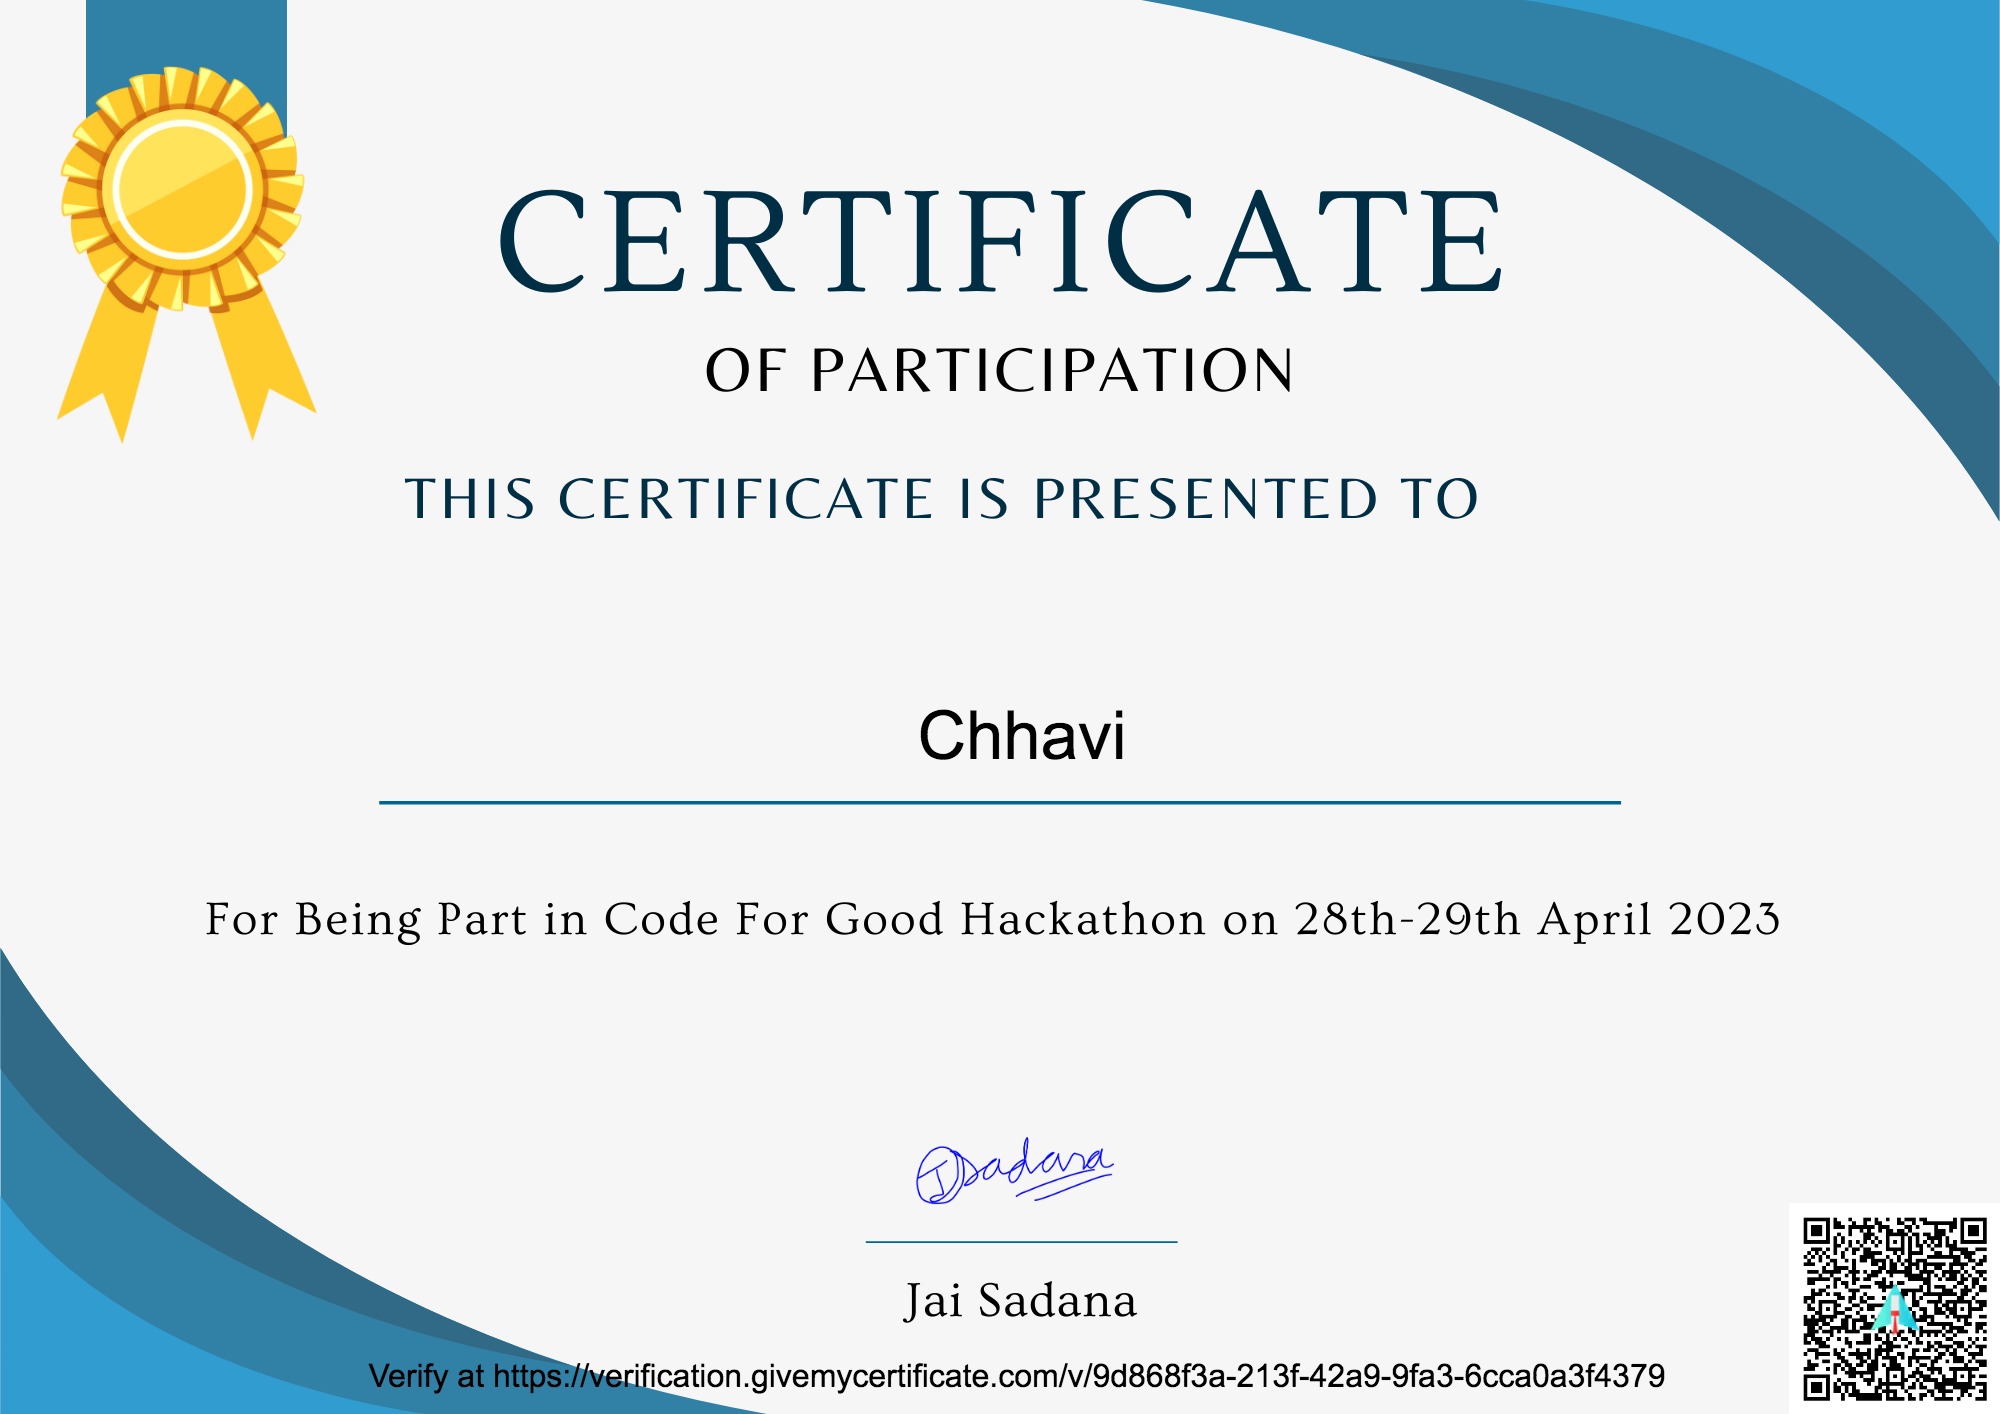 CERTIFICATE
OF PARTICIPATION
THIS CERTIFICATE IS PRESENTED TO
Chhavi
For Being Part in Code For Good Hackathon on 28th-29th April 2023
JSadana
Jai Sadana
Verify at https://verification.givemycertificate.com/v/9d868f3a-213f-42a9-9fa3-6cca0a3f4379